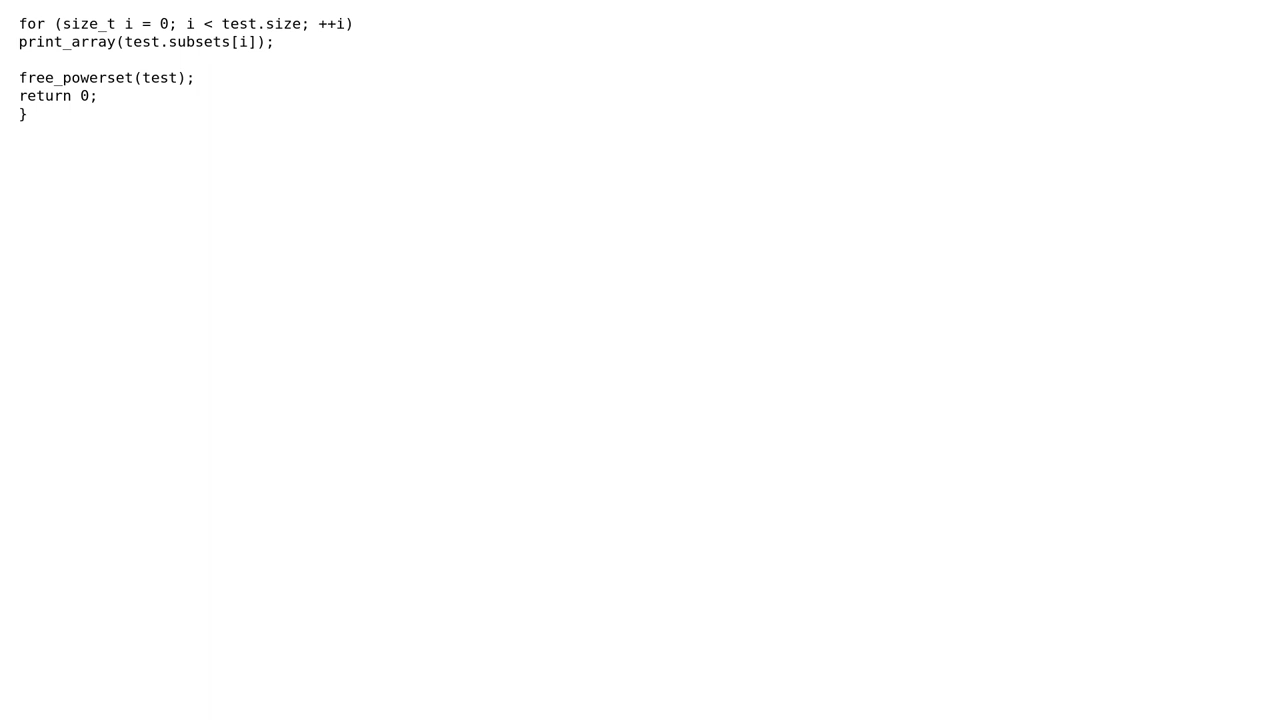 for (size_t i = 0; i < test.size; ++i)
print_array(test.subsets[i]);

free_powerset(test);
return 0;
}